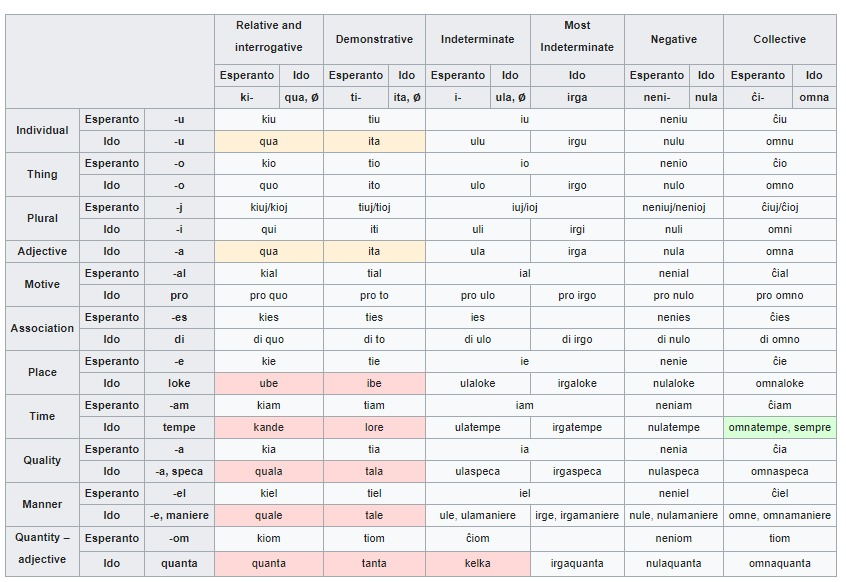 Relative and interrogative Demonstrative Indeterminate Most Indeterminate Negative Collective
Esperanto Ido Esperanto Ido Esperanto Ido Ido Esperanto Ido Esperanto Ido
ki- qua, Ø ti- ita, Ø i- ula, Ø irga neni- nula ĉi- omna
Individual Esperanto -u kiu tiu iu neniu ĉiu
Ido -u qua ita ulu irgu nulu omnu
Thing Esperanto -o kio tio io nenio ĉio
Ido -o quo ito ulo irgo nulo omno
Plural Esperanto -j kiuj/kioj tiuj/tioj iuj/ioj neniuj/nenioj ĉiuj/ĉioj
Ido -i qui iti uli irgi nuli omni
Adjective Ido -a qua ita ula irga nula omna
Motive Esperanto -al kial tial ial nenial ĉial
Ido pro pro quo pro to pro ulo pro irgo pro nulo pro omno
Association Esperanto -es kies ties ies nenies ĉies
Ido di di quo di to di ulo di irgo di nulo di omno
Place Esperanto -e kie tie ie nenie ĉie
Ido loke ube ibe ulaloke irgaloke nulaloke omnaloke
Time Esperanto -am kiam tiam iam neniam ĉiam
Ido tempe kande lore ulatempe irgatempe nulatempe omnatempe, sempre
Quality Esperanto -a kia tia ia nenia ĉia
Ido -a, speca quala tala ulaspeca irgaspeca nulaspeca omnaspeca
Manner Esperanto -el kiel tiel iel neniel ĉiel
Ido -e, maniere quale tale ule, ulamaniere irge, irgamaniere nule, nulamaniere omne, omnamaniere
Quantity – adjective Esperanto -om kiom tiom ĉiom neniom tiom
Ido quanta quanta tanta kelka irgaquanta nulaquanta omnaquanta